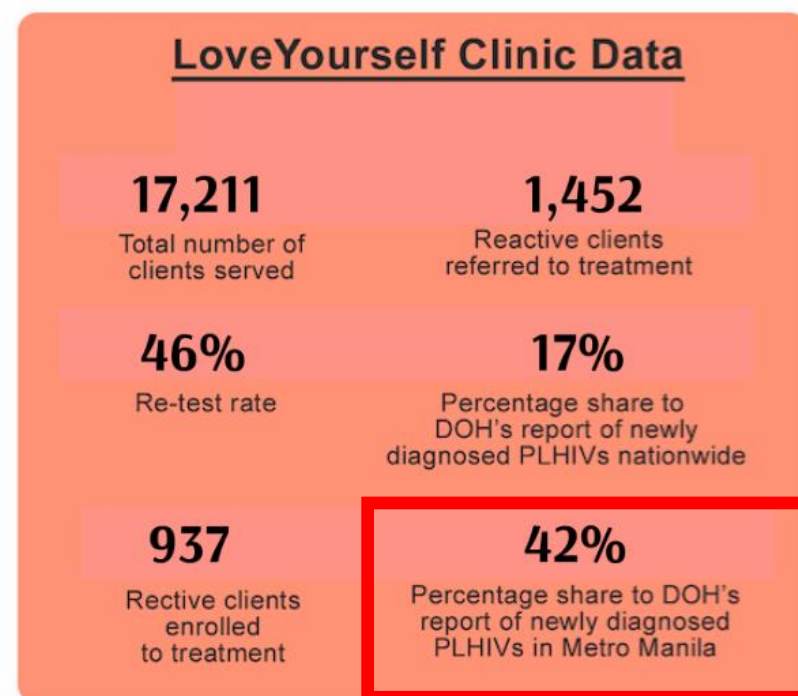 LoveYourself Clinic Data
17,211
Total number of
clients served
1,452
Reactive clients
referred to treatment
46%
Re-test rate
17%
Percentage share to
DOH's report of newly
diagnosed PLHIVs nationwide
937
Rective clients
enrolled
to treatment
42%
Percentage share to DOH's
report of newly diagnosed
PLHIVs in Metro Manila